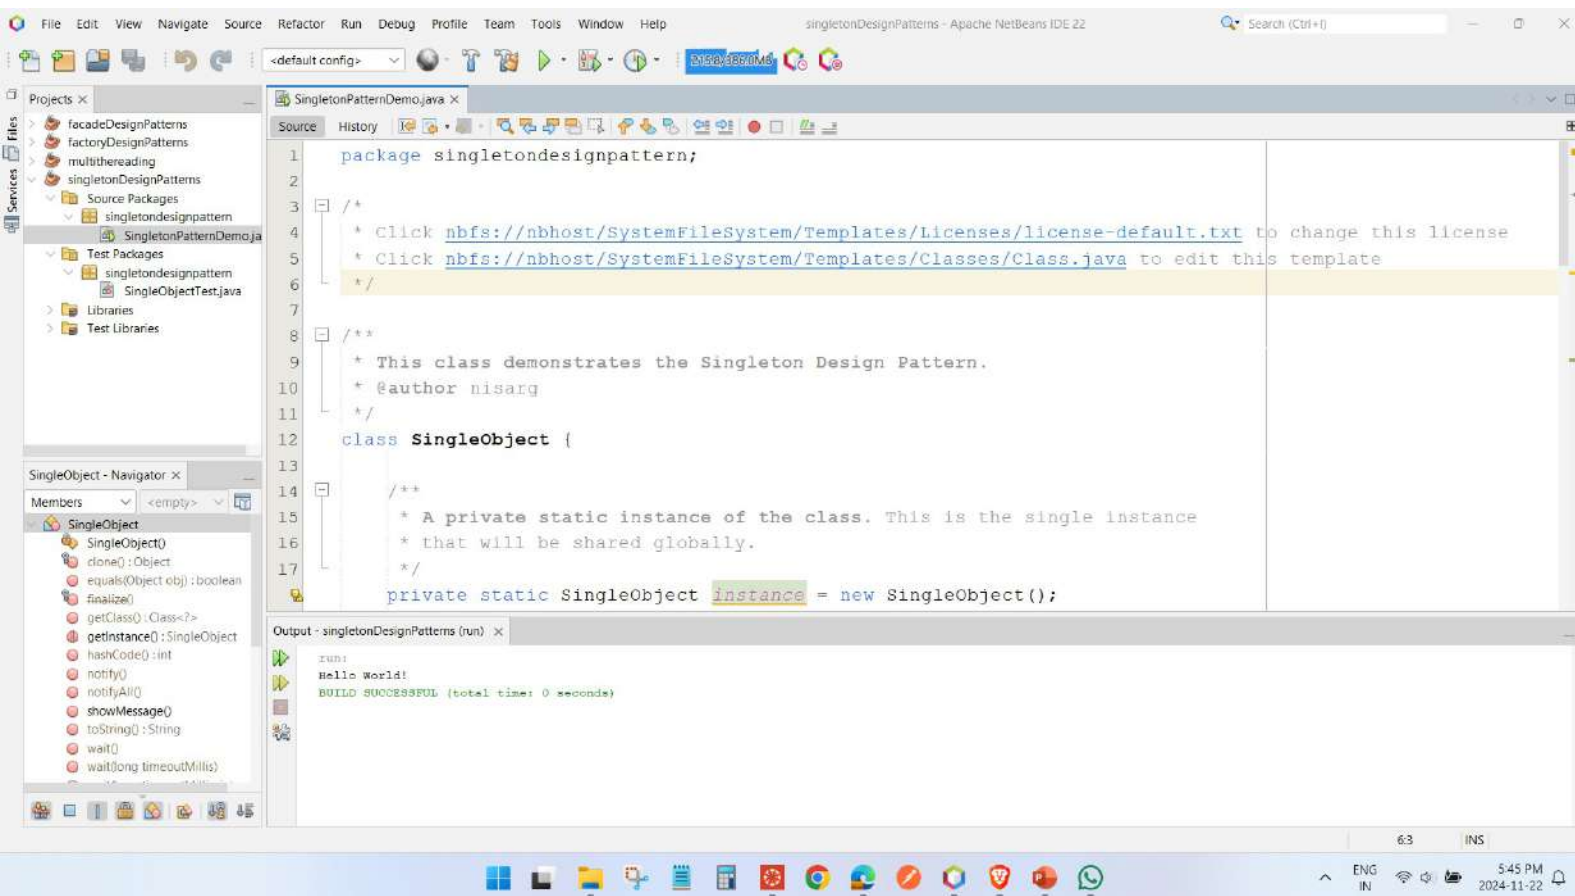 File Edit View Navigate Source Refactor Run Debug Profile Team Tools Window Help singletonDesignPatterns - Apache NetBeans IDE 22 Search (Ctrl+I)
<default config>
Projects
Files
Services
facadeDesignPatterns
factoryDesignPatterns
multithereading
singletonDesignPatterns
Source Packages
singletondesignpattern
SingletonPatternDemo.ja
Test Packages
singletondesignpattern
SingleObjectTest.java
Libraries
Test Libraries
SingleObject - Navigator
Members <empty>
SingleObject
SingleObject()
clone() : Object
equals(Object obj) : boolean
finalize()
getClass() : Class<?>
getInstance() : SingleObject
hashCode() : int
notify()
notifyAll()
showMessage()
toString() : String
wait()
wait(long timeoutMillis)
SingletonPatternDemo.java
Source History
1 package singletondesignpattern;
2
3 /*
4 * Click nbfs://nbhost/SystemFileSystem/Templates/Licenses/license-default.txt to change this license
5 * Click nbfs://nbhost/SystemFileSystem/Templates/Classes/Class.java to edit this template
6 */
7
8 /**
9 * This class demonstrates the Singleton Design Pattern.
10 * @author nisarg
11 */
12 class SingleObject {
13
14 /**
15 * A private static instance of the class. This is the single instance
16 * that will be shared globally.
17 */
private static SingleObject instance = new SingleObject();
Output - singletonDesignPatterns (run)
run:
Hello World!
BUILD SUCCESSFUL (total time: 0 seconds)
6:3 INS
ENG
IN
5:45 PM
2024-11-22